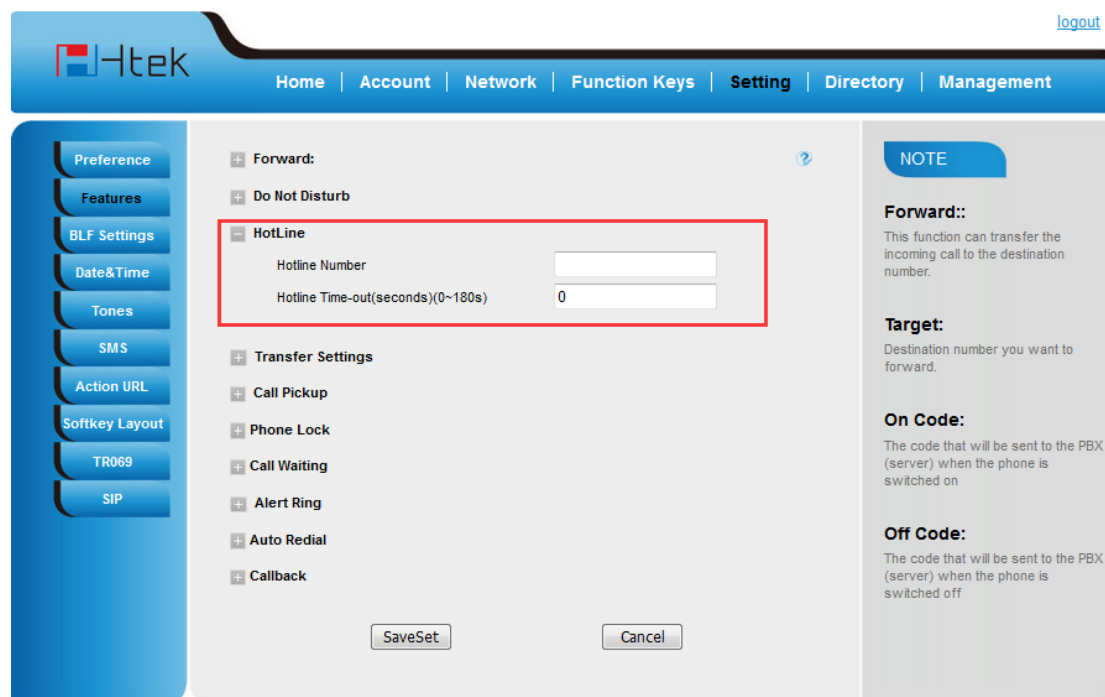 logout
Htek
Home | Account | Network | Function Keys | Setting | Directory | Management
Preference
Features
BLF Settings
Date&Time
Tones
SMS
Action URL
Softkey Layout
TR069
SIP
Forward:
Do Not Disturb
HotLine
Hotline Number
Hotline Time-out(seconds)(0~180s) 0
Transfer Settings
Call Pickup
Phone Lock
Call Waiting
Alert Ring
Auto Redial
Callback
SaveSet Cancel
NOTE
Forward::
This function can transfer the
incoming call to the destination
number.
Target:
Destination number you want to
forward.
On Code:
The code that will be sent to the PBX
(server) when the phone is
switched on
Off Code:
The code that will be sent to the PBX
(server) when the phone is
switched off